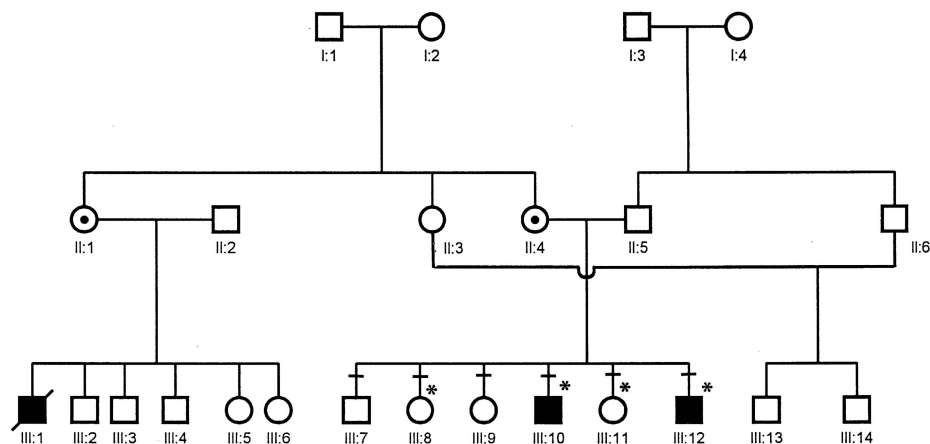 I:1 I:2 I:3 I:4
II:1 II:2 II:3 II:4 II:5 II:6
* * * *
III:1 III:2 III:3 III:4 III:5 III:6 III:7 III:8 III:9 III:10 III:11 III:12 III:13 III:14